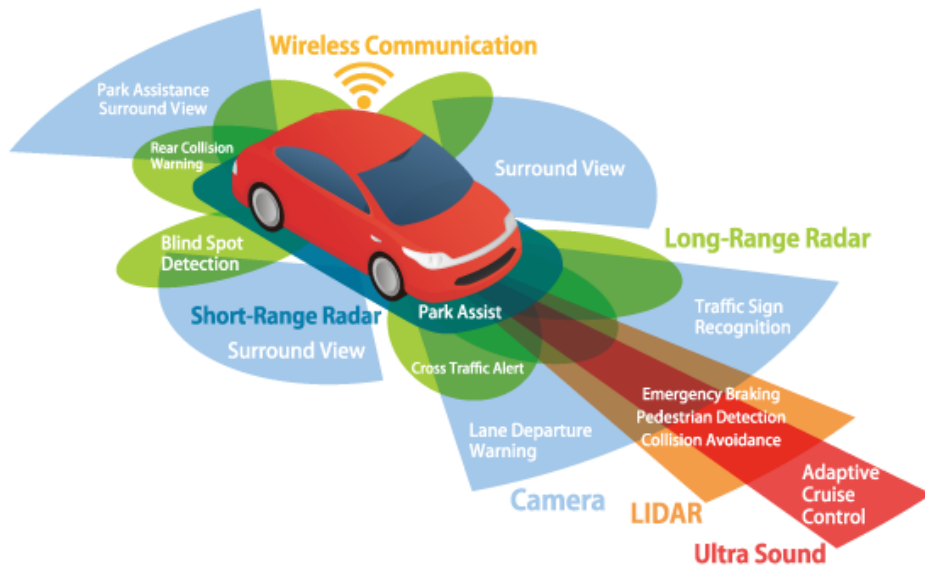 Wireless Communication
Park Assistance
Surround View
Rear Collision
Warning
Surround View
Blind Spot
Detection
Long-Range Radar
Short-Range Radar
Park Assist
Surround View
Traffic Sign
Recognition
Cross Traffic Alert
Emergency Braking
Pedestrian Detection
Collision Avoidance
Lane Departure
Warning
Adaptive
Cruise
Control
Camera
LIDAR
Ultra Sound